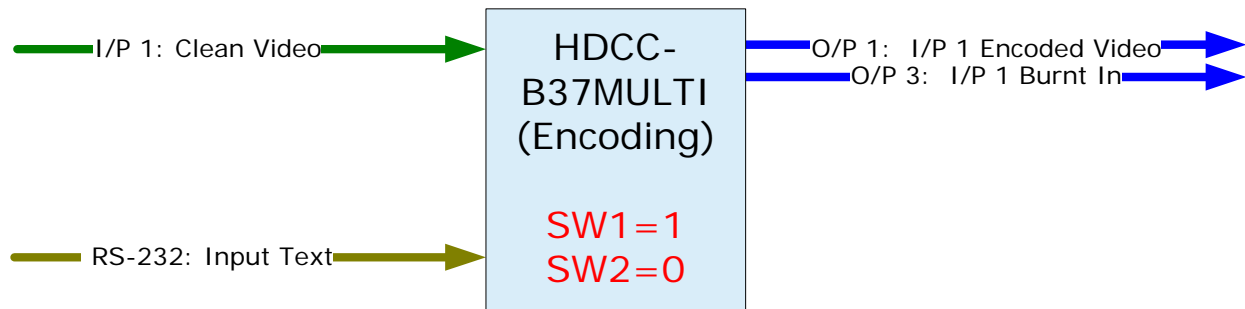 I/P 1: Clean Video
HDCC-
B37MULTI
(Encoding)
SW1=1
SW2=0
O/P 1:  I/P 1 Encoded Video
O/P 3:  I/P 1 Burnt In
RS-232: Input Text